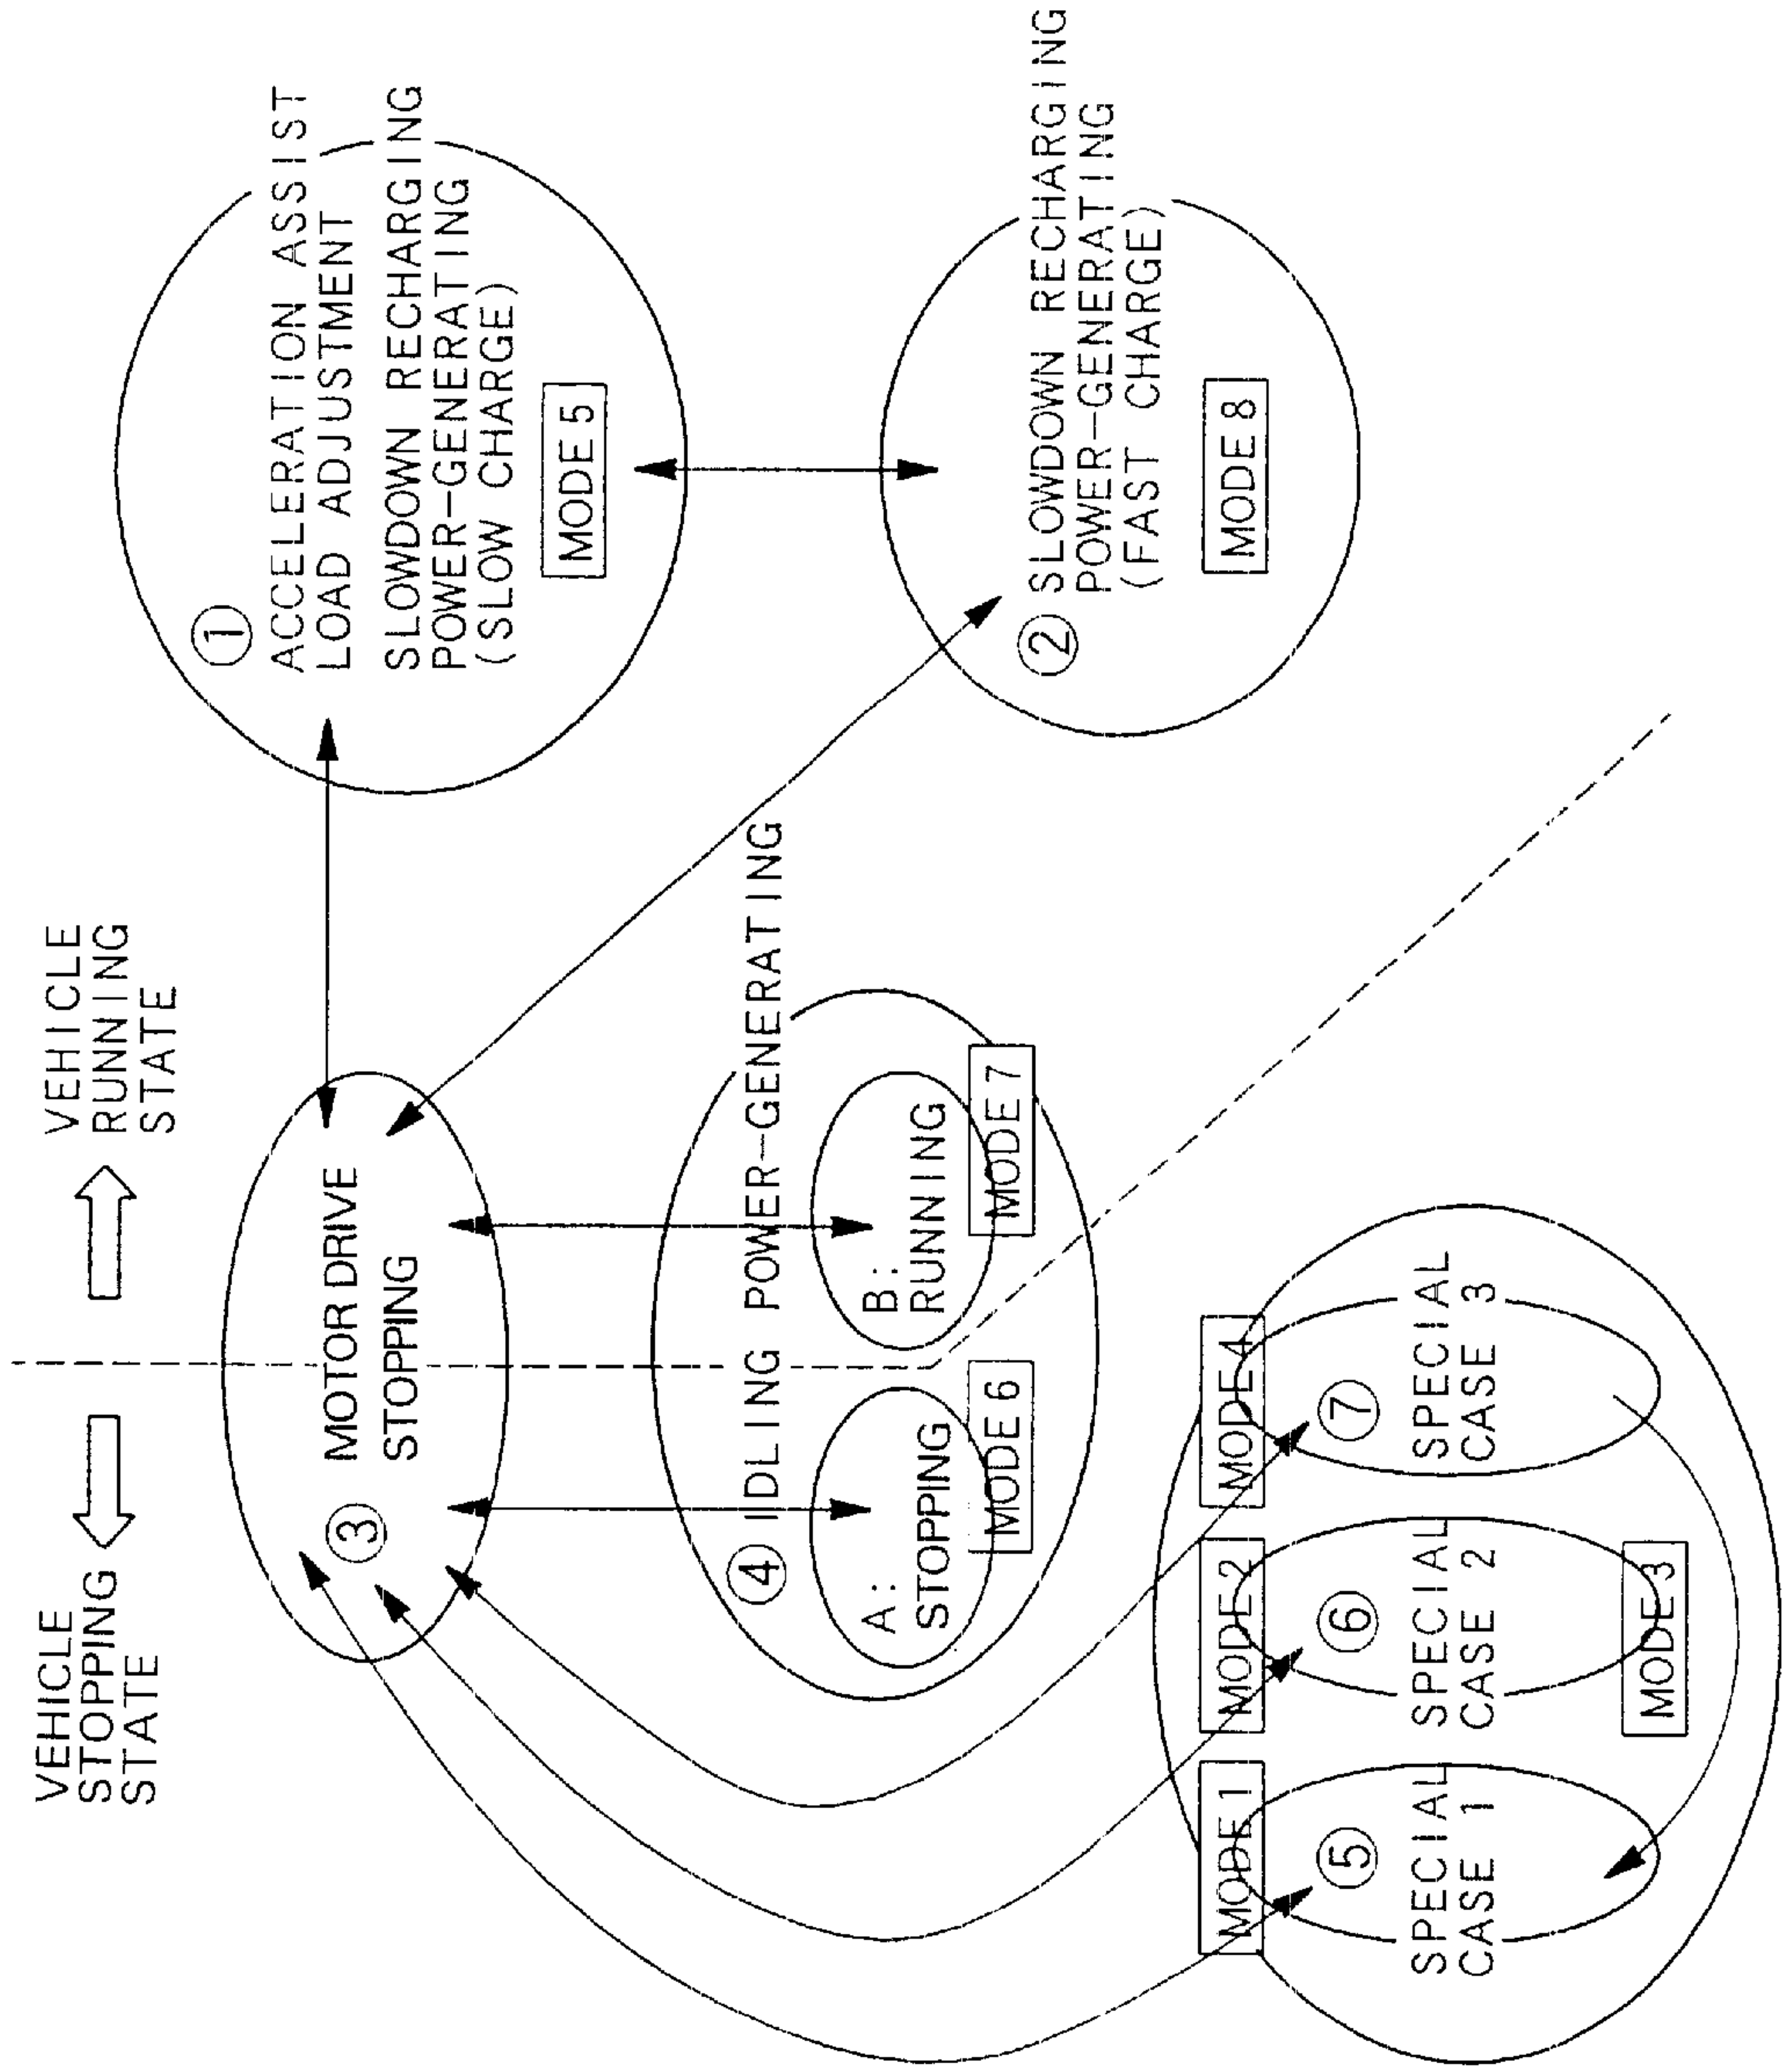 VEHICLE
STOPPING
STATE
VEHICLE
RUNNING
STATE
③ MOTOR DRIVE
STOPPING
①
ACCELERATION ASSIST
LOAD ADJUSTMENT
SLOWDOWN RECHARGING
POWER-GENERATING
(SLOW CHARGE)
MODE 5
④ IDLING POWER-GENERATING
A:
STOPPING
MODE 6
B:
RUNNING
MODE 7
② SLOWDOWN RECHARGING
POWER-GENERATING
(FAST CHARGE)
MODE 8
MODE 1
⑤
SPECIAL
CASE 1
MODE 2
⑥
SPECIAL
CASE 2
MODE 4
⑦
SPECIAL
CASE 3
MODE 3